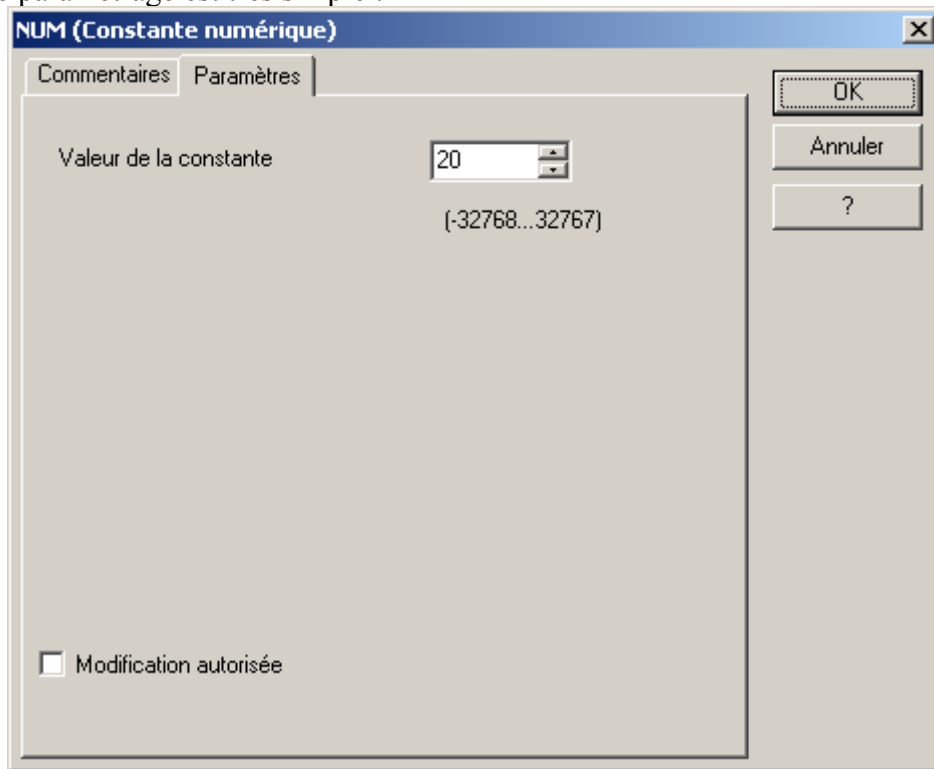 NUM (Constante numérique)
Commentaires Paramètres
OK
Valeur de la constante 20
Annuler
(-32768...32767)
?
Modification autorisée